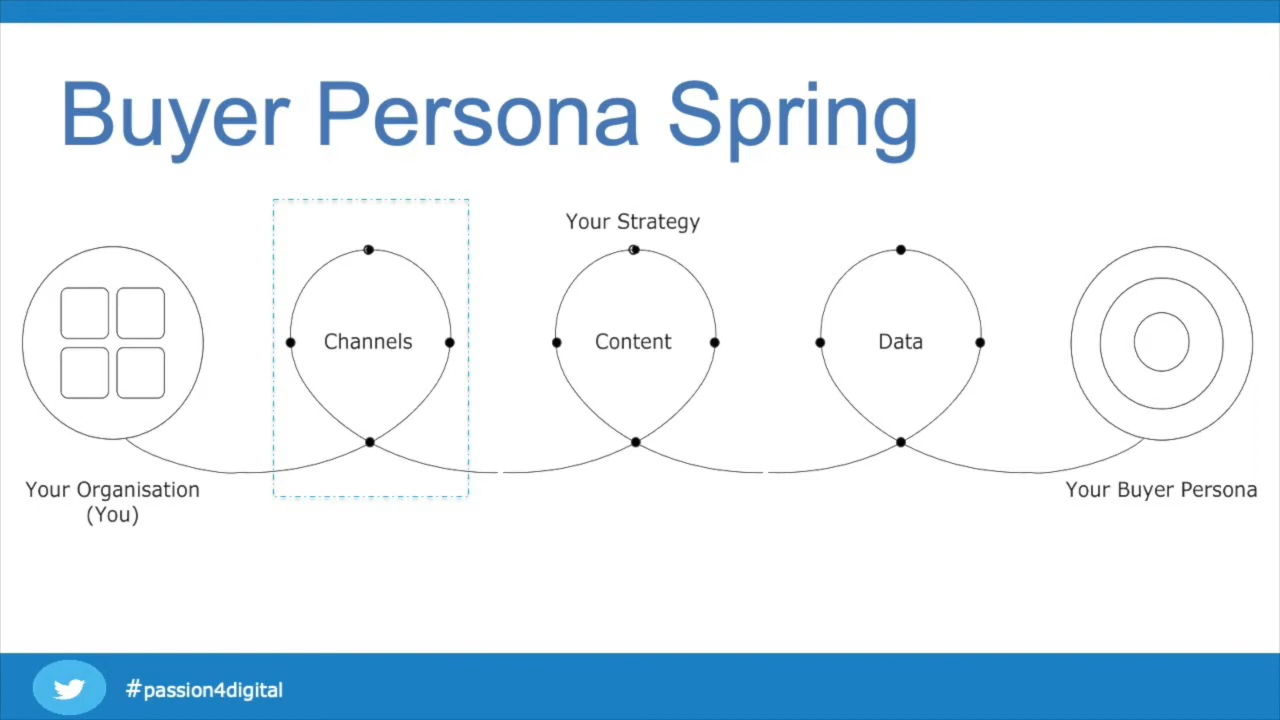 Buyer Persona Spring
Your Strategy
Channels
Content
Data
Your Organisation
(You)
Your Buyer Persona
#passion4digital